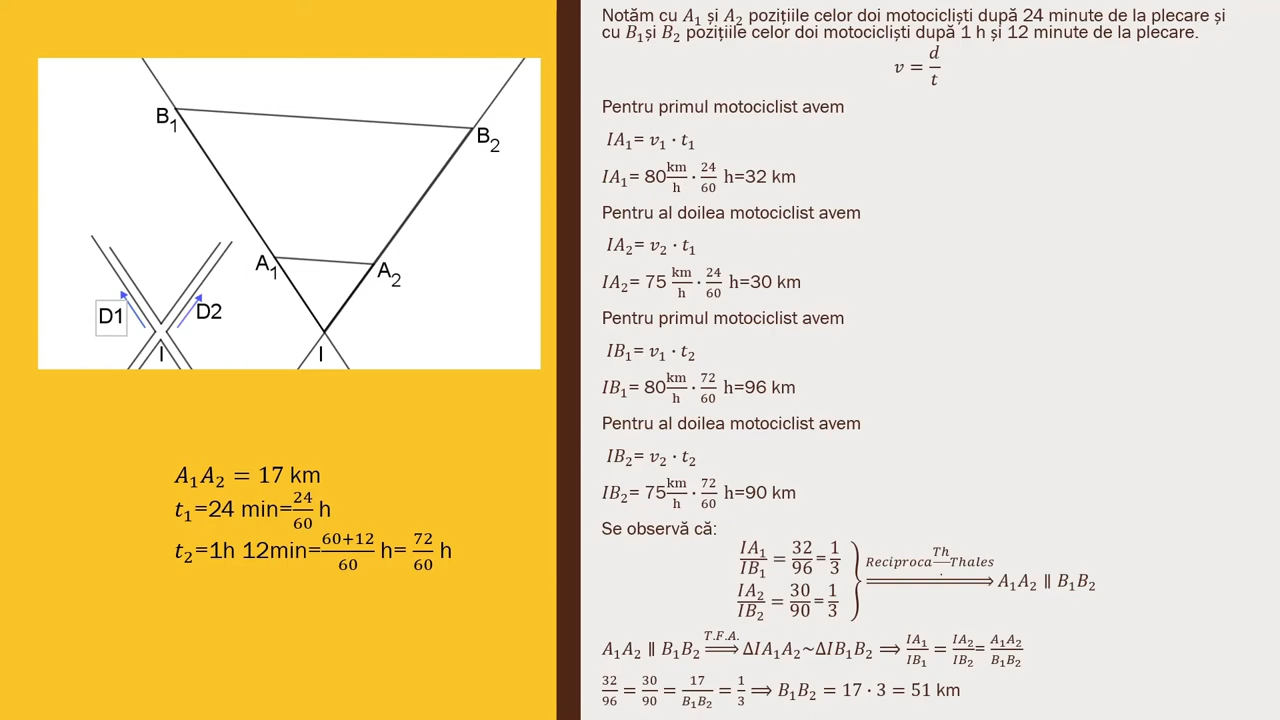 B₁
B₂
A₁
A₂
D1
D2
I
I
A₁A₂ = 17 km
t₁=24 min=24/60 h
t₂=1h 12min=60+12/60 h= 72/60 h
Notăm cu A₁ și A₂ pozițiile celor doi motocicliști după 24 minute de la plecare și
cu B₁și B₂ pozițiile celor doi motocicliști după 1 h și 12 minute de la plecare.
v = d/t
Pentru primul motociclist avem
IA₁= v₁ · t₁
IA₁= 80 km/h · 24/60 h=32 km
Pentru al doilea motociclist avem
IA₂= v₂ · t₁
IA₂= 75 km/h · 24/60 h=30 km
Pentru primul motociclist avem
IB₁= v₁ · t₂
IB₁= 80 km/h · 72/60 h=96 km
Pentru al doilea motociclist avem
IB₂= v₂ · t₂
IB₂= 75 km/h · 72/60 h=90 km
Se observă că:
IA₁/IB₁ = 32/96 = 1/3
IA₂/IB₂ = 30/90 = 1/3
Reciproca Th. Thales ⟹ A₁A₂ ∥ B₁B₂
A₁A₂ ∥ B₁B₂ T.F.A. ⟹ ΔIA₁A₂~ΔIB₁B₂ ⟹ IA₁/IB₁ = IA₂/IB₂ = A₁A₂/B₁B₂
32/96 = 30/90 = 17/B₁B₂ = 1/3 ⟹ B₁B₂ = 17 · 3 = 51 km